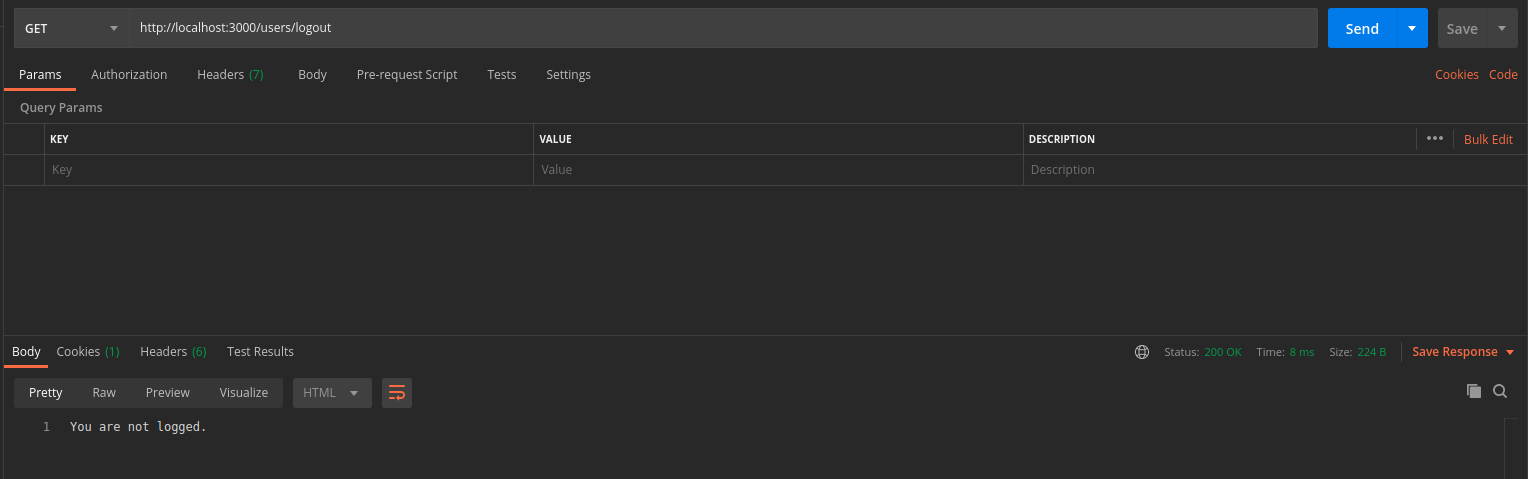 GET http://localhost:3000/users/logout Send Save
Params Authorization Headers (7) Body Pre-request Script Tests Settings Cookies Code
Query Params
KEY VALUE DESCRIPTION Bulk Edit
Key Value Description
Body Cookies (1) Headers (6) Test Results Status: 200 OK Time: 8 ms Size: 224 B Save Response
Pretty Raw Preview Visualize HTML
1 You are not logged.